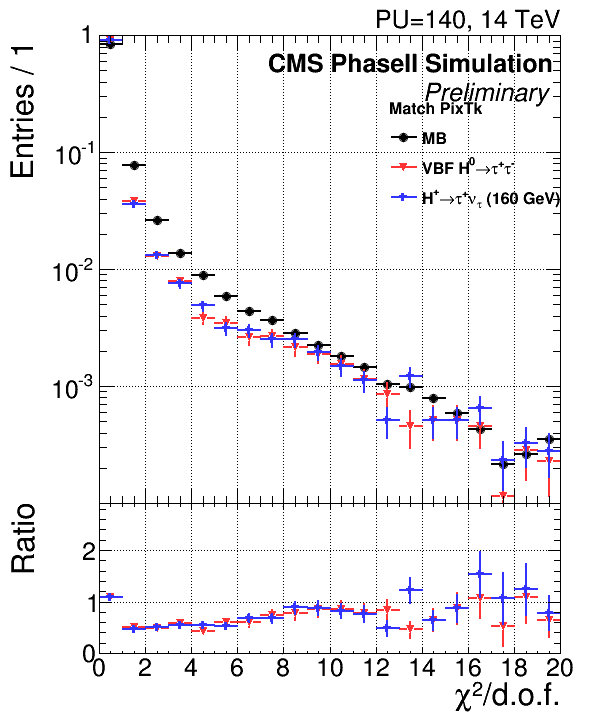 PU=140, 14 TeV
CMS PhaseII Simulation
Preliminary
Match PixTk
MB
VBF H⁰→τ⁺τ⁻
H⁺→τ⁺ντ (160 GeV)
Entries / 1
1
10⁻¹
10⁻²
10⁻³
Ratio
2
1
0
0 2 4 6 8 10 12 14 16 18 20
χ²/d.o.f.